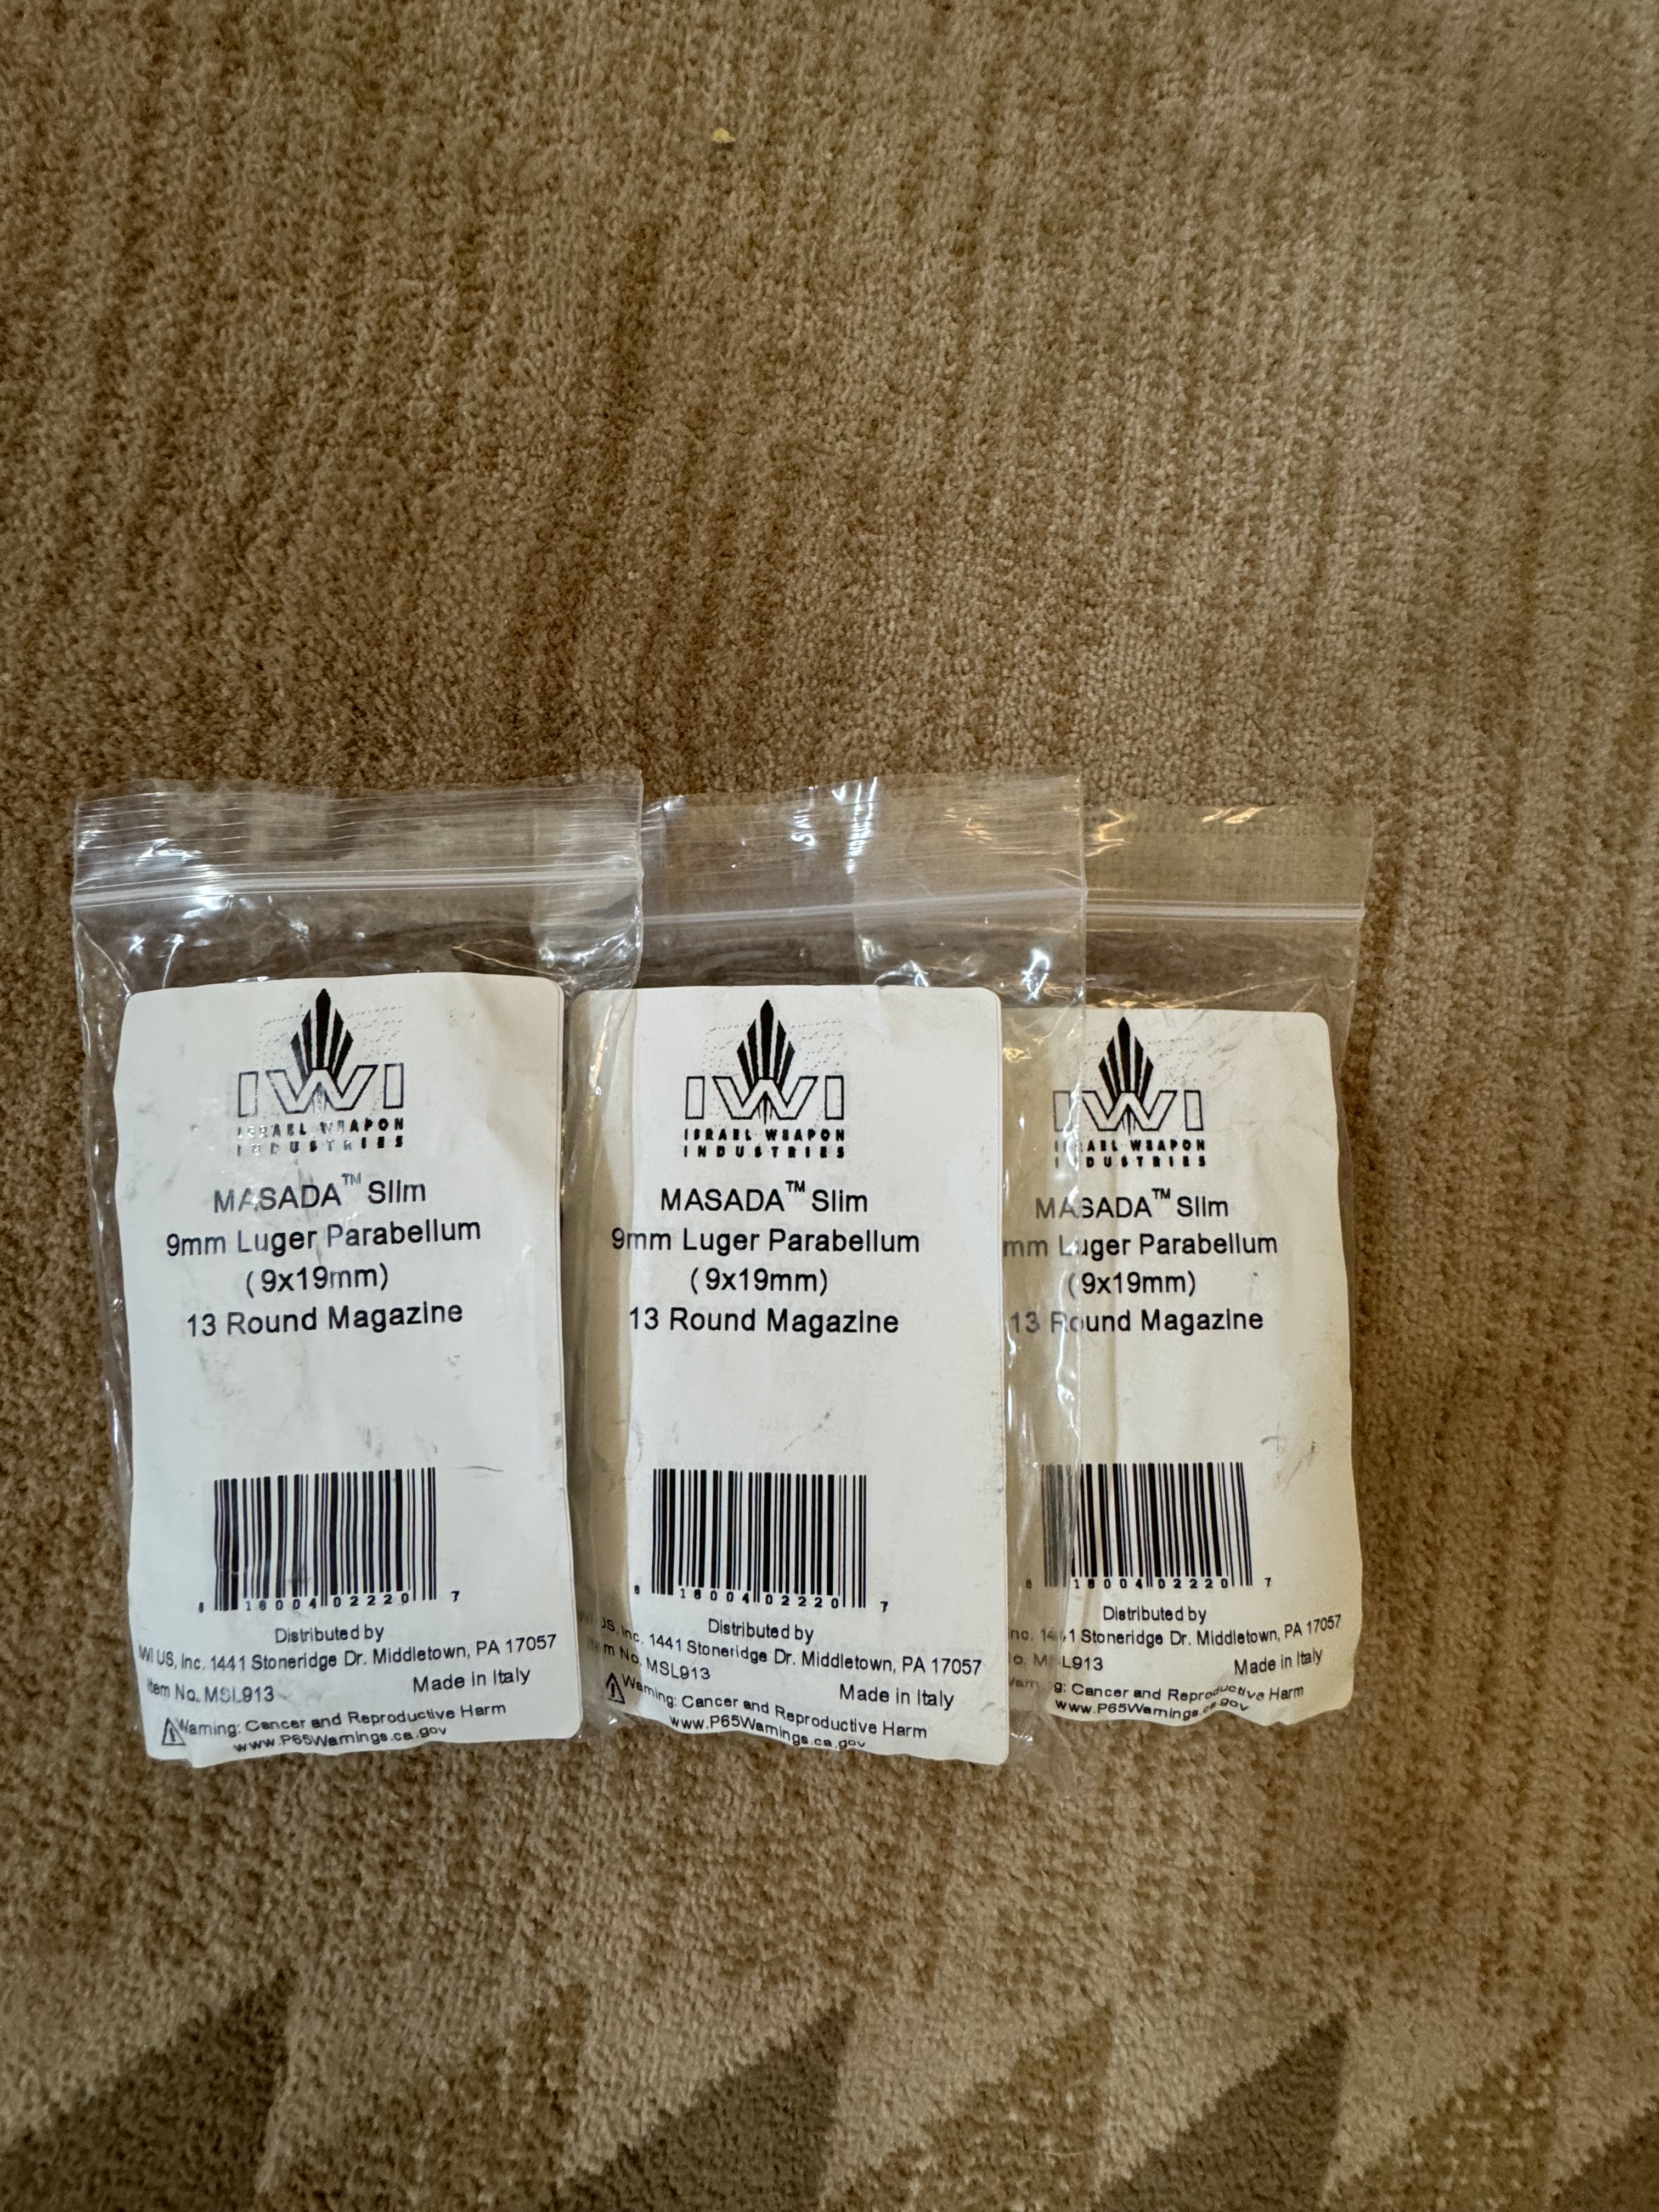 IWI
ISRAEL WEAPON
INDUSTRIES
MASADA™ Slim
9mm Luger Parabellum
(9x19mm)
13 Round Magazine
8 16004 02220 7
Distributed by
IWI US, Inc. 1441 Stoneridge Dr. Middletown, PA 17057
Item No. MSL913 Made in Italy
Warning: Cancer and Reproductive Harm
www.P65Warnings.ca.gov
IWI
ISRAEL WEAPON
INDUSTRIES
MASADA™ Slim
9mm Luger Parabellum
(9x19mm)
13 Round Magazine
8 16004 02220 7
Distributed by
US, Inc. 1441 Stoneridge Dr. Middletown, PA 17057
No. MSL913 Made in Italy
Warning: Cancer and Reproductive Harm
www.P65Warnings.ca.gov
IWI
ISRAEL WEAPON
INDUSTRIES
MASADA™ Slim
mm Luger Parabellum
(9x19mm)
13 Round Magazine
8 16004 02220 7
Distributed by
Inc. 1441 Stoneridge Dr. Middletown, PA 17057
MSL913 Made in Italy
Cancer and Reproductive Harm
www.P65Warnings.ca.gov